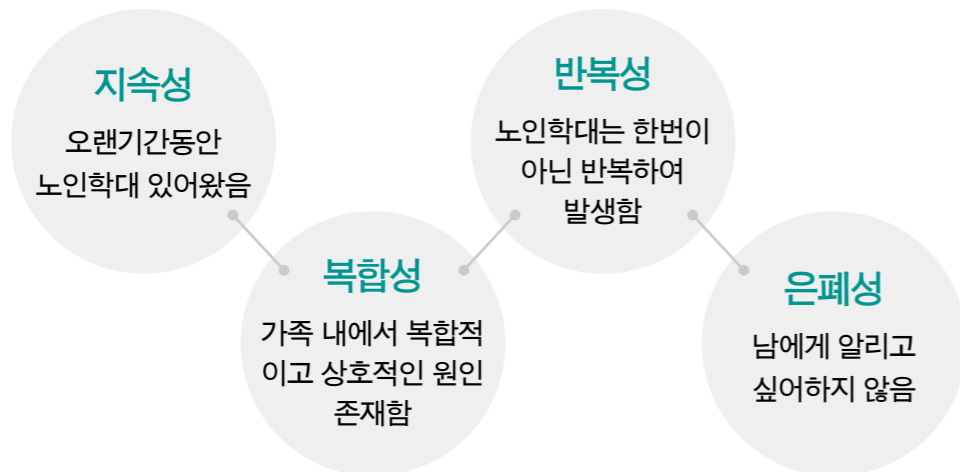 지속성
오랜기간동안
노인학대 있어왔음
복합성
가족 내에서 복합적
이고 상호적인 원인
존재함
반복성
노인학대는 한번이
아닌 반복하여
발생함
은폐성
남에게 알리고
싶어하지 않음